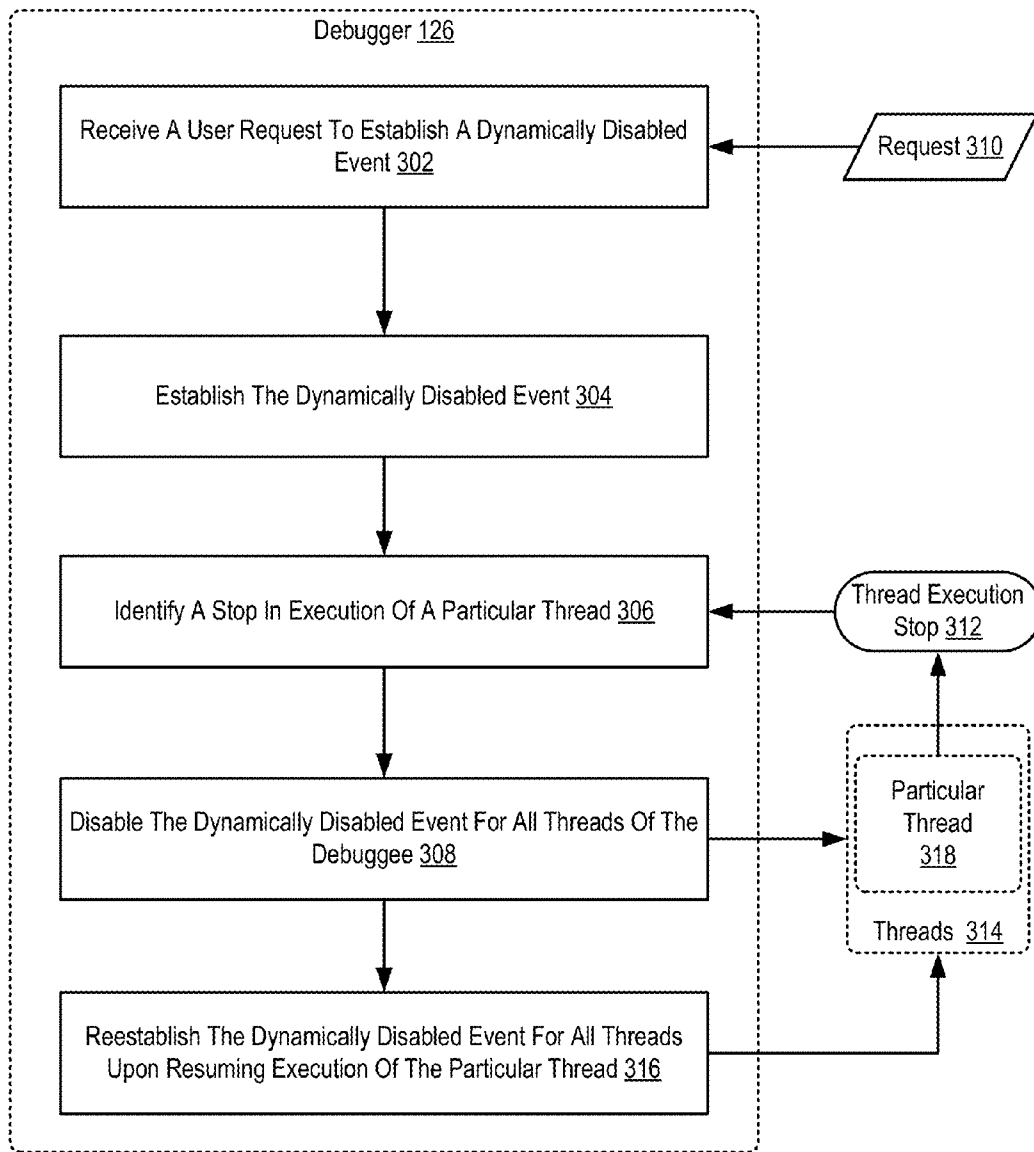 Debugger 126
Receive A User Request To Establish A Dynamically Disabled
Event 302
Request 310
Establish The Dynamically Disabled Event 304
Identify A Stop In Execution Of A Particular Thread 306
Thread Execution
Stop 312
Disable The Dynamically Disabled Event For All Threads Of The
Debuggee 308
Particular
Thread
318
Threads 314
Reestablish The Dynamically Disabled Event For All Threads
Upon Resuming Execution Of The Particular Thread 316